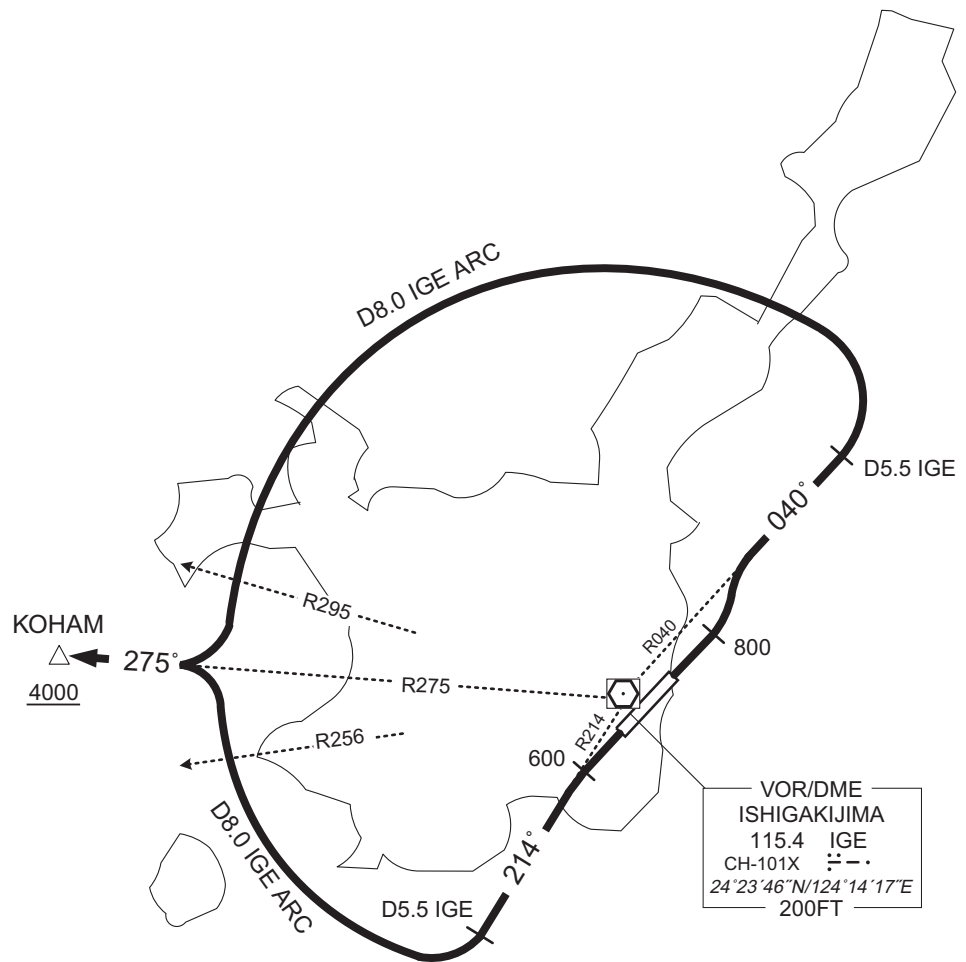 D8.0 IGE ARC
D5.5 IGE
040°
R295
KOHAM
275°
4000
R275
R040
800
R256
R214
600
D8.0 IGE ARC
214°
D5.5 IGE
VOR/DME
ISHIGAKIJIMA
115.4 IGE
CH-101X
24°23´46˝N/124°14´17˝E
200FT